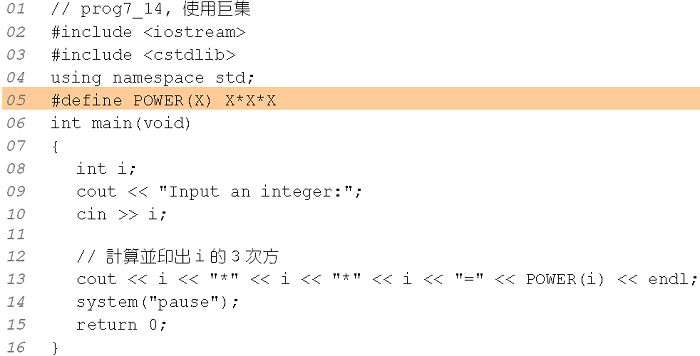 01 // prog7_14, 使用巨集
02 #include <iostream>
03 #include <cstdlib>
04 using namespace std;
05 #define POWER(X) X*X*X
06 int main(void)
07 {
08 int i;
09 cout << "Input an integer:";
10 cin >> i;
11
12 // 計算並印出i的3次方
13 cout << i << "*" << i << "*" << i << "=" << POWER(i) << endl;
14 system("pause");
15 return 0;
16 }